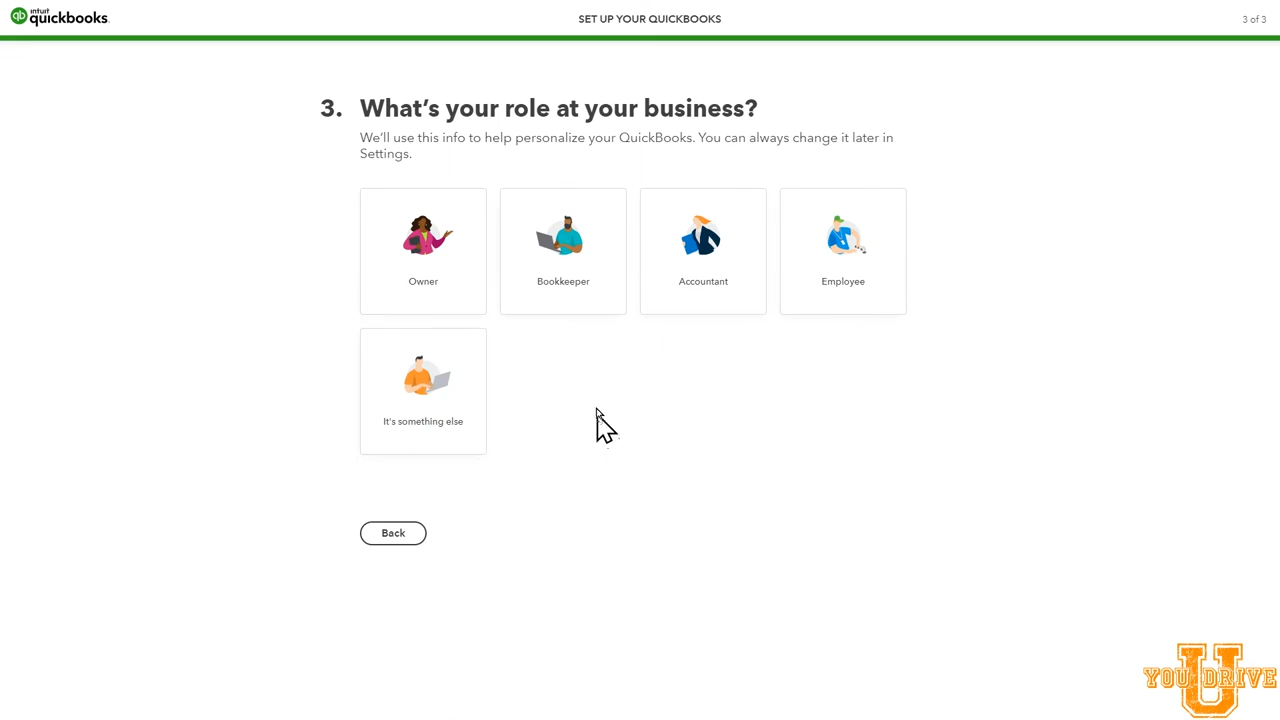 intuit
quickbooks.
SET UP YOUR QUICKBOOKS
3 of 3
3. What's your role at your business?
We'll use this info to help personalize your QuickBooks. You can always change it later in
Settings.
Owner
Bookkeeper
Accountant
Employee
It's something else
Back
YOU DRIVE
U